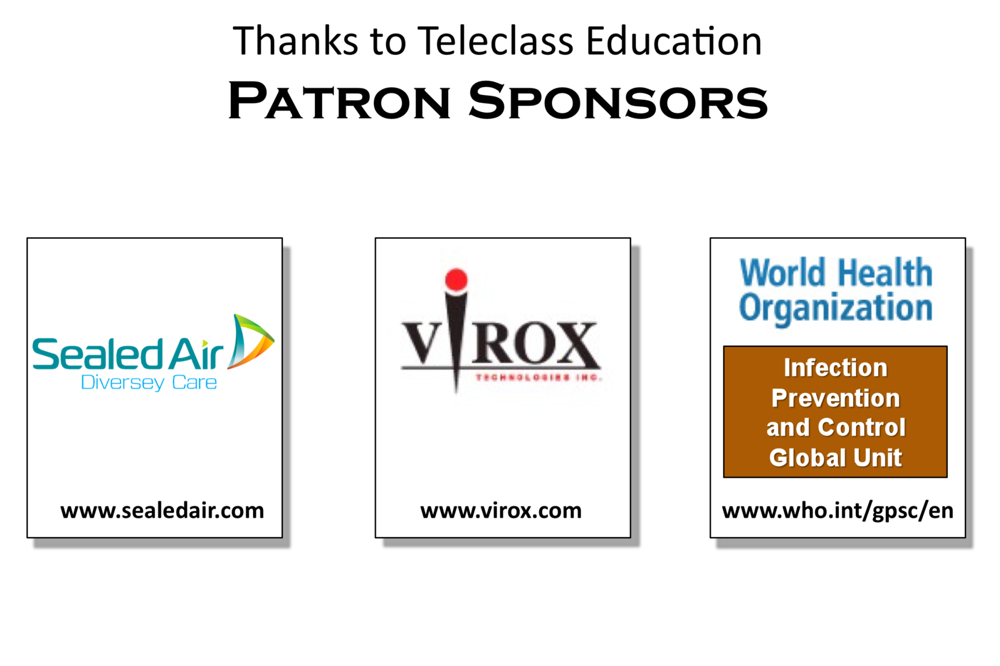 Thanks to Teleclass Education
PATRON SPONSORS
Sealed Air
Diversey Care
www.sealedair.com
VIROX
TECHNOLOGIES INC.
www.virox.com
World Health
Organization
Infection
Prevention
and Control
Global Unit
www.who.int/gpsc/en